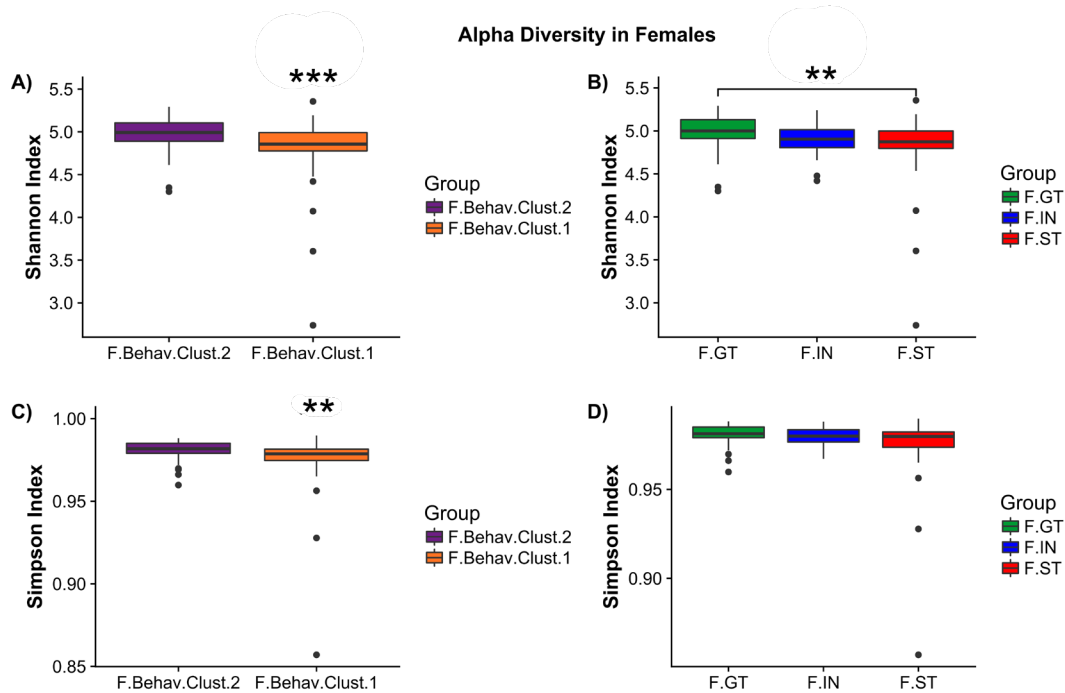 Alpha Diversity in Females
A)
***
Shannon Index
5.5
5.0
4.5
4.0
3.5
3.0
F.Behav.Clust.2
F.Behav.Clust.1
Group
F.Behav.Clust.2
F.Behav.Clust.1
B)
**
Shannon Index
5.5
5.0
4.5
4.0
3.5
3.0
F.GT
F.IN
F.ST
Group
F.GT
F.IN
F.ST
C)
**
Simpson Index
1.00
0.95
0.90
0.85
F.Behav.Clust.2
F.Behav.Clust.1
Group
F.Behav.Clust.2
F.Behav.Clust.1
D)
Simpson Index
0.95
0.90
F.GT
F.IN
F.ST
Group
F.GT
F.IN
F.ST